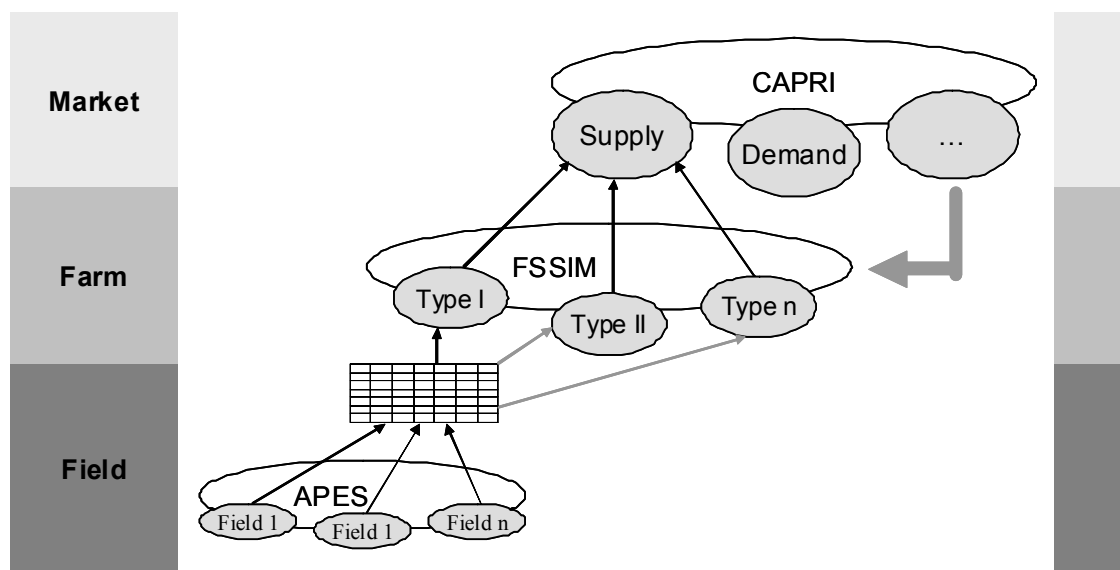 Market
CAPRI
Supply
Demand
...
Farm
FSSIM
Type I
Type II
Type n
Field
APES
Field 1
Field 1
Field n